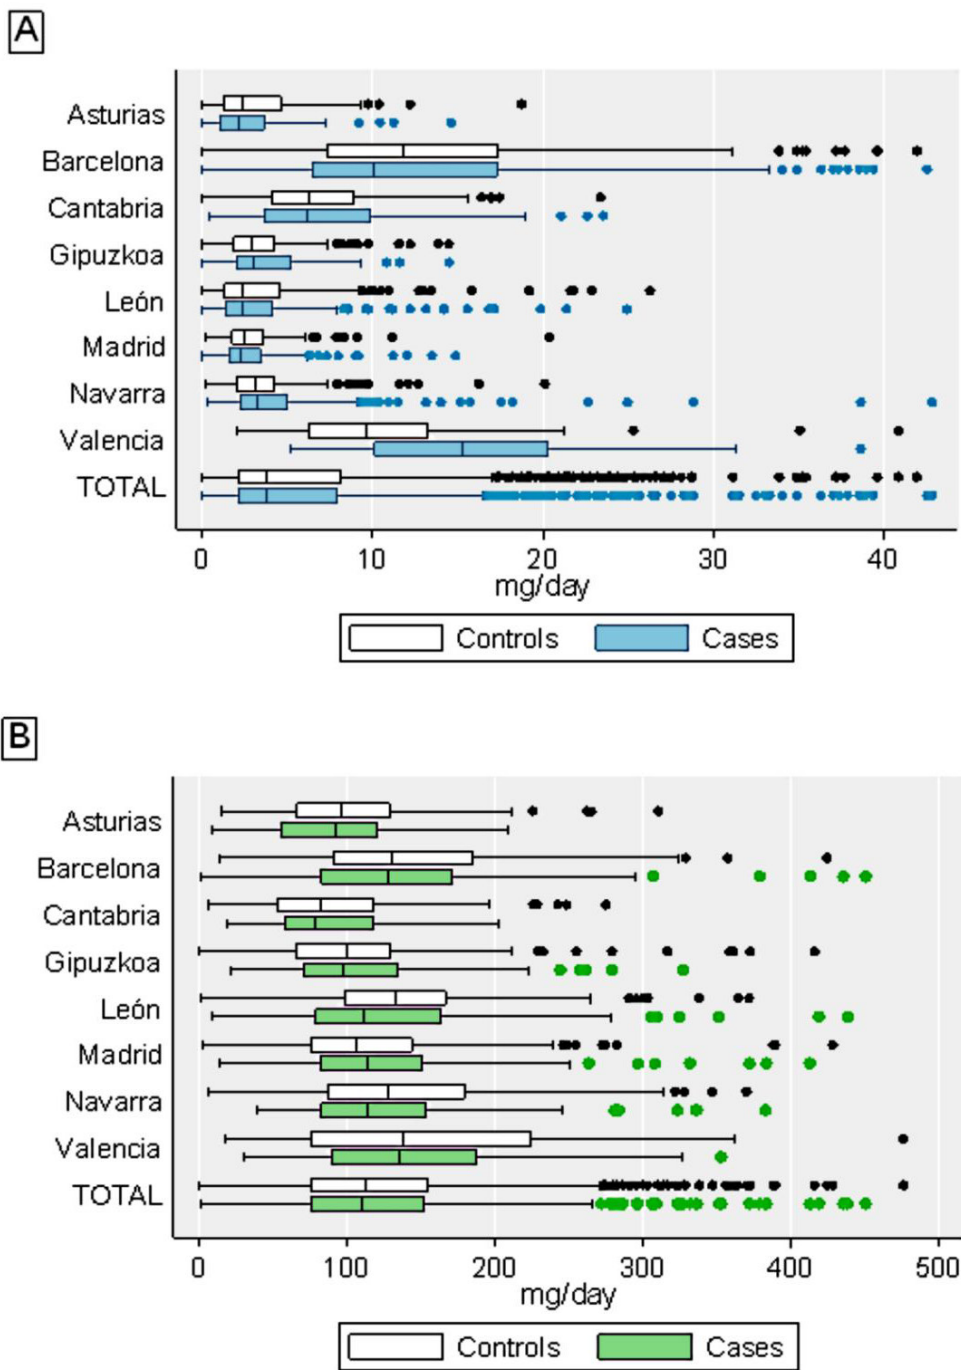 A
Asturias
Barcelona
Cantabria
Gipuzkoa
León
Madrid
Navarra
Valencia
TOTAL
0 10 20 30 40
mg/day
Controls Cases
B
Asturias
Barcelona
Cantabria
Gipuzkoa
León
Madrid
Navarra
Valencia
TOTAL
0 100 200 300 400 500
mg/day
Controls Cases